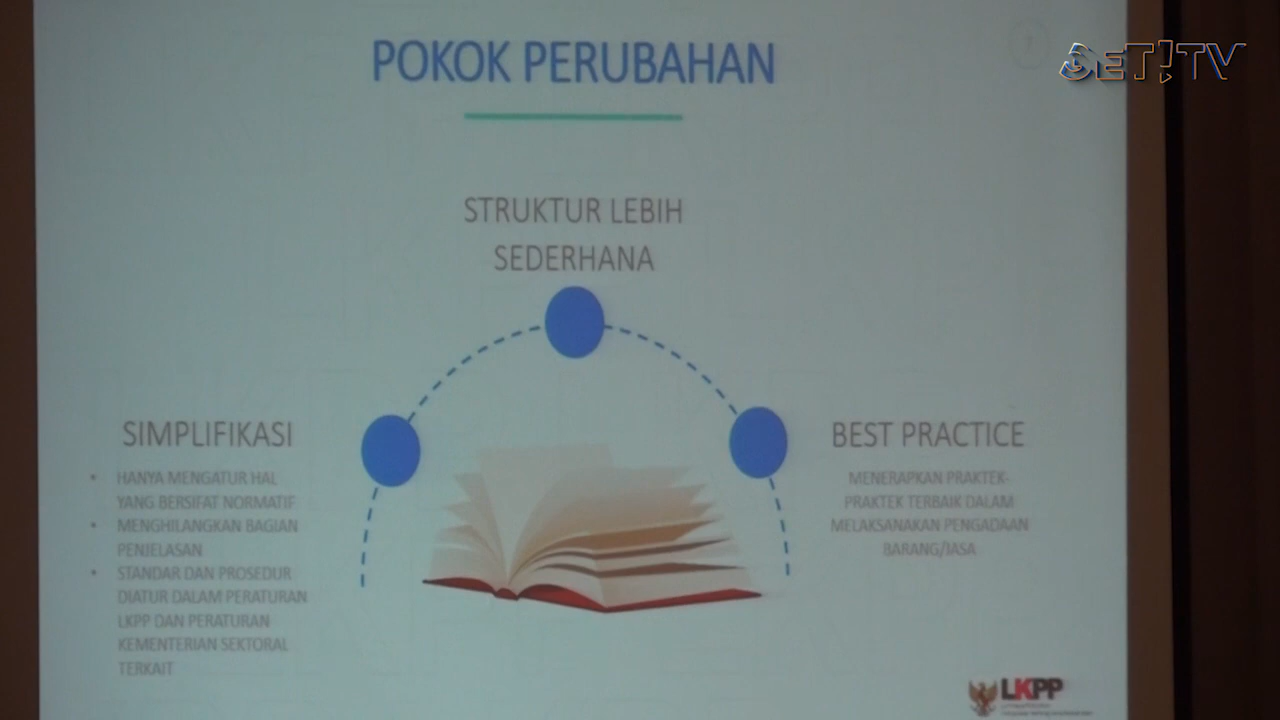 POKOK PERUBAHAN
GET!TV
STRUKTUR LEBIH
SEDERHANA
SIMPLIFIKASI
• HANYA MENGATUR HAL
YANG BERSIFAT NORMATIF
• MENGHILANGKAN BAGIAN
PENJELASAN
• STANDAR DAN PROSEDUR
DIATUR DALAM PERATURAN
LKPP DAN PERATURAN
KEMENTERIAN SEKTORAL
TERKAIT
BEST PRACTICE
MENERAPKAN PRAKTEK-
PRAKTEK TERBAIK DALAM
MELAKSANAKAN PENGADAAN
BARANG/JASA
LKPP